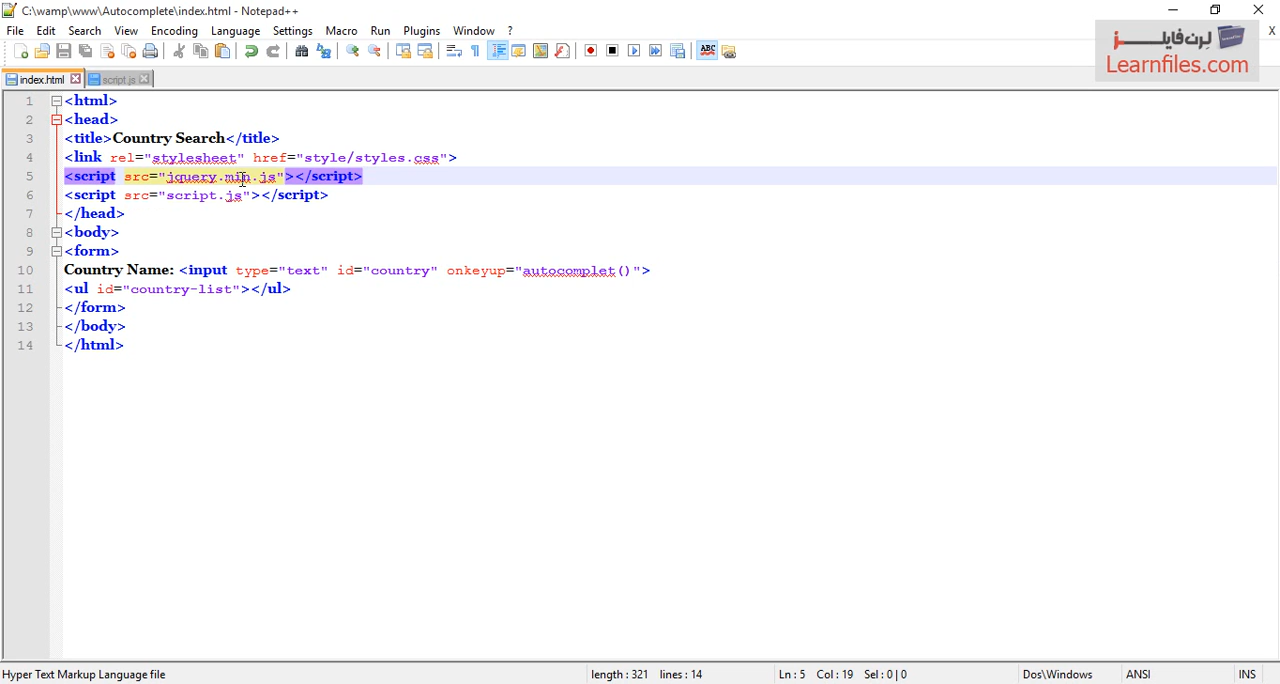 C:\wamp\www\Autocomplete\index.html - Notepad++
File Edit Search View Encoding Language Settings Macro Run Plugins Window ? X
لرن‌فایلز
Learnfiles.com
ABC
index.html script.js
1 <html>
2 <head>
3 <title>Country Search</title>
4 <link rel="stylesheet" href="style/styles.css">
5 <script src="jquery.min.js"></script>
6 <script src="script.js"></script>
7 </head>
8 <body>
9 <form>
10 Country Name: <input type="text" id="country" onkeyup="autocomplet()">
11 <ul id="country-list"></ul>
12 </form>
13 </body>
14 </html>
Hyper Text Markup Language file length : 321 lines : 14 Ln : 5 Col : 19 Sel : 0 | 0 Dos\Windows ANSI INS